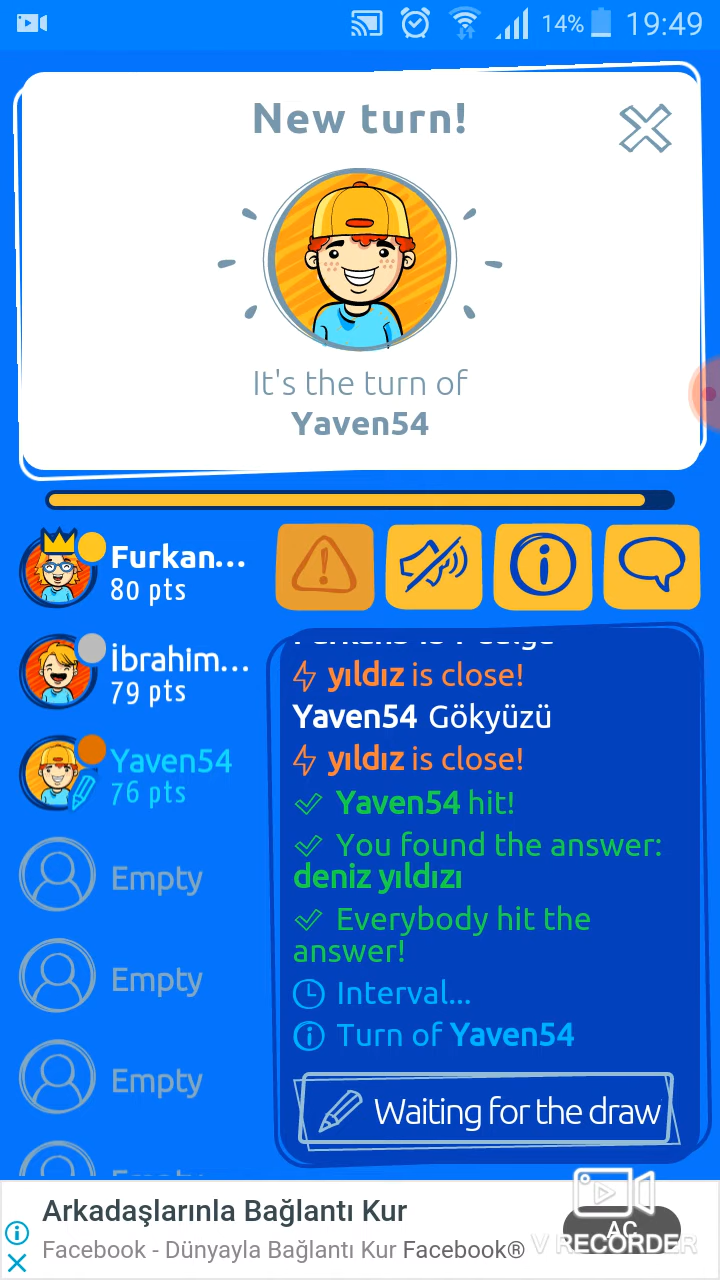 14% 19:49
New turn!
It's the turn of
Yaven54
Furkan...
80 pts
İbrahim...
79 pts
Yaven54
76 pts
Empty
Empty
Empty
yıldız is close!
Yaven54 Gökyüzü
yıldız is close!
Yaven54 hit!
You found the answer:
deniz yıldızı
Everybody hit the
answer!
Interval...
Turn of Yaven54
Waiting for the draw
Arkadaşlarınla Bağlantı Kur
Facebook - Dünyayla Bağlantı Kur Facebook®
AÇ
V RECORDER